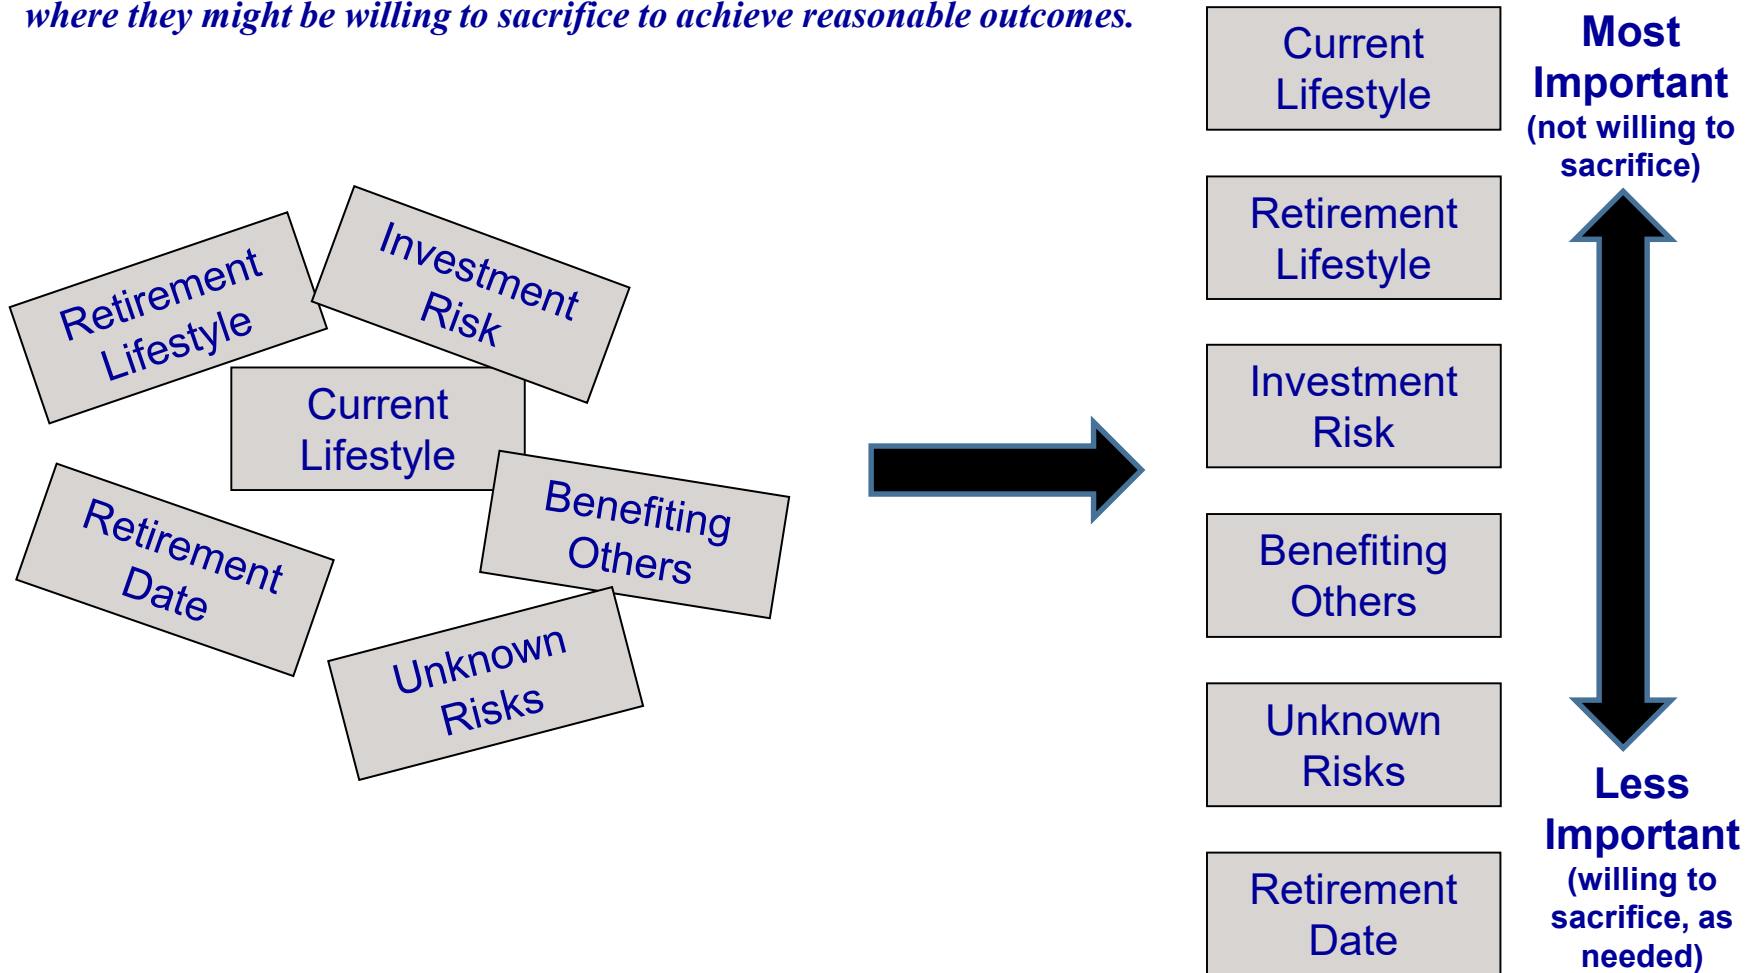 where they might be willing to sacrifice to achieve reasonable outcomes.
Retirement
Lifestyle
Investment
Risk
Current
Lifestyle
Benefiting
Others
Retirement
Date
Unknown
Risks
Current
Lifestyle
Retirement
Lifestyle
Investment
Risk
Benefiting
Others
Unknown
Risks
Retirement
Date
Most
Important
(not willing to
sacrifice)
Less
Important
(willing to
sacrifice, as
needed)